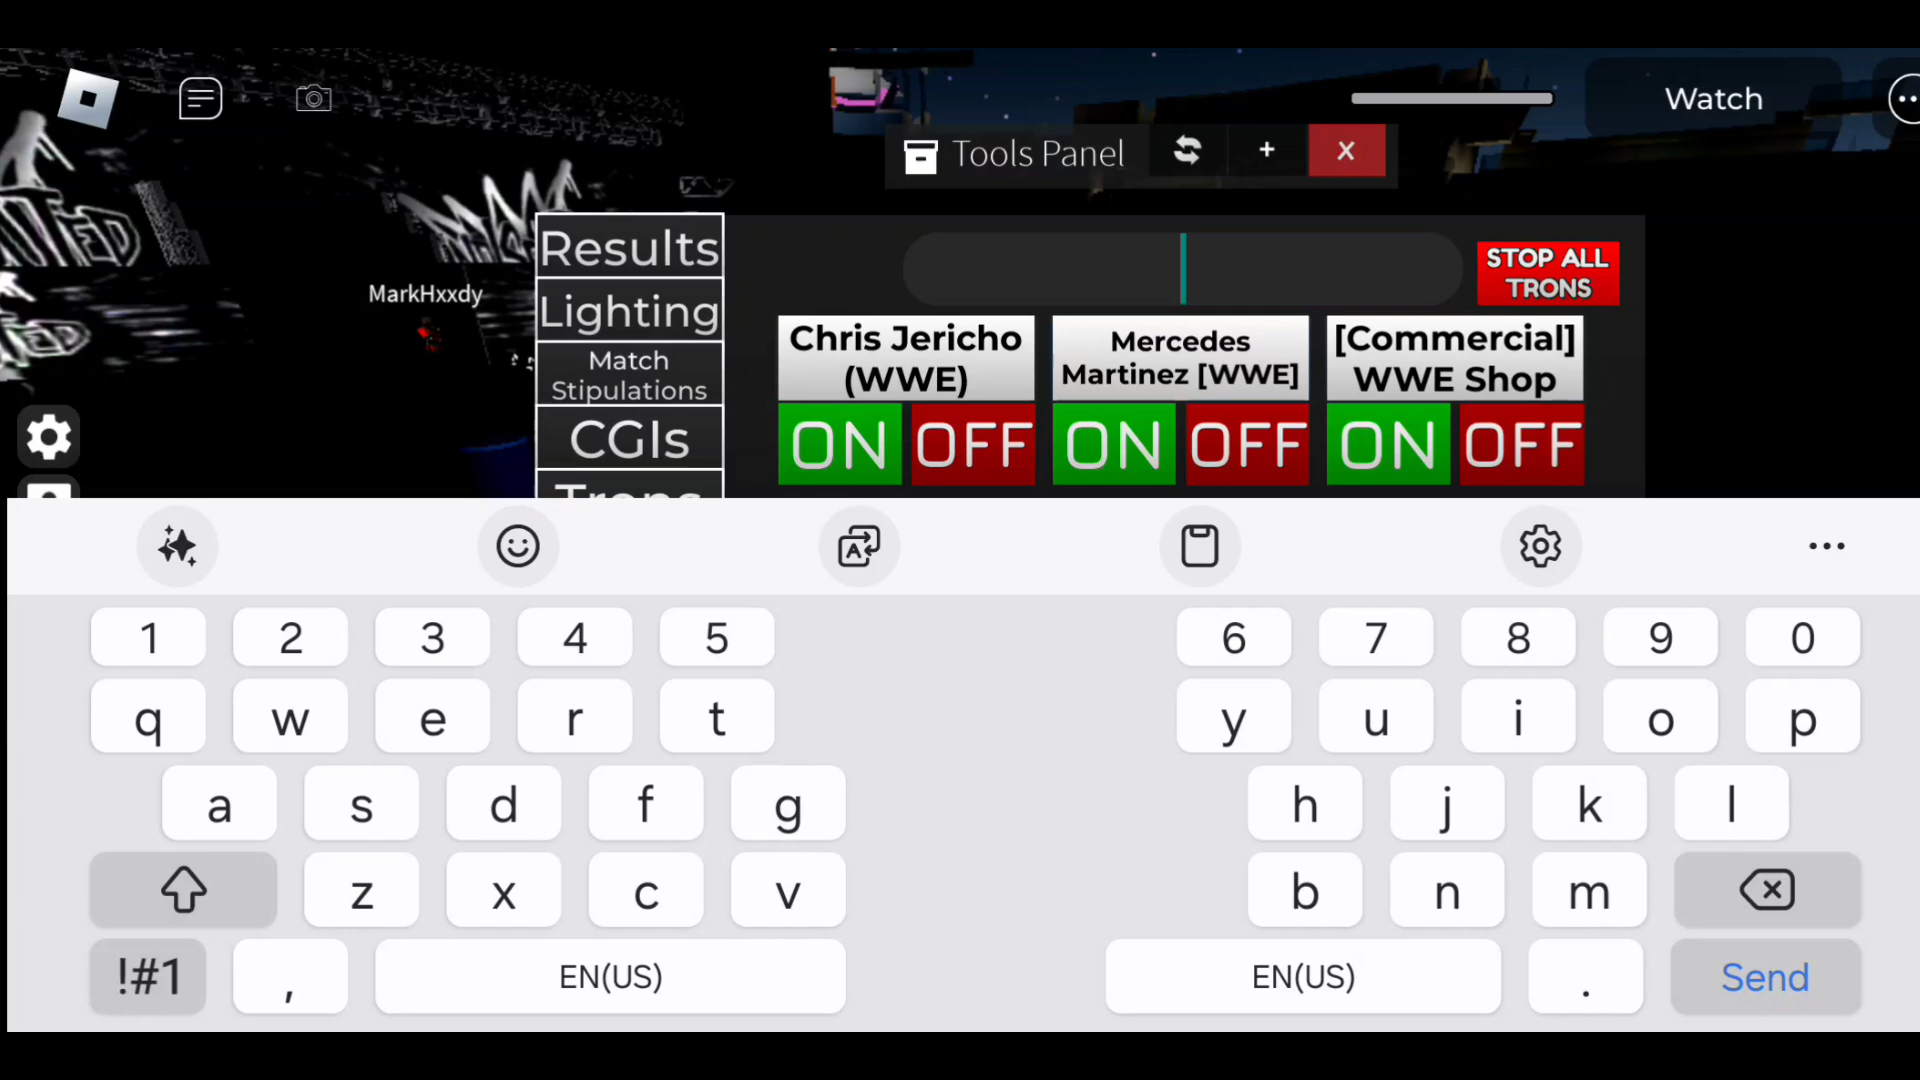 Watch
Tools Panel
+
X
Results
Lighting
Match
Stipulations
CGIs
Trons
MarkHxxdy
STOP ALL
TRONS
Chris Jericho
(WWE)
ON OFF
Mercedes
Martinez [WWE]
ON OFF
[Commercial]
WWE Shop
ON OFF
1 2 3 4 5 6 7 8 9 0
q w e r t y u i o p
a s d f g h j k l
z x c v b n m
!#1 , EN(US) EN(US) . Send